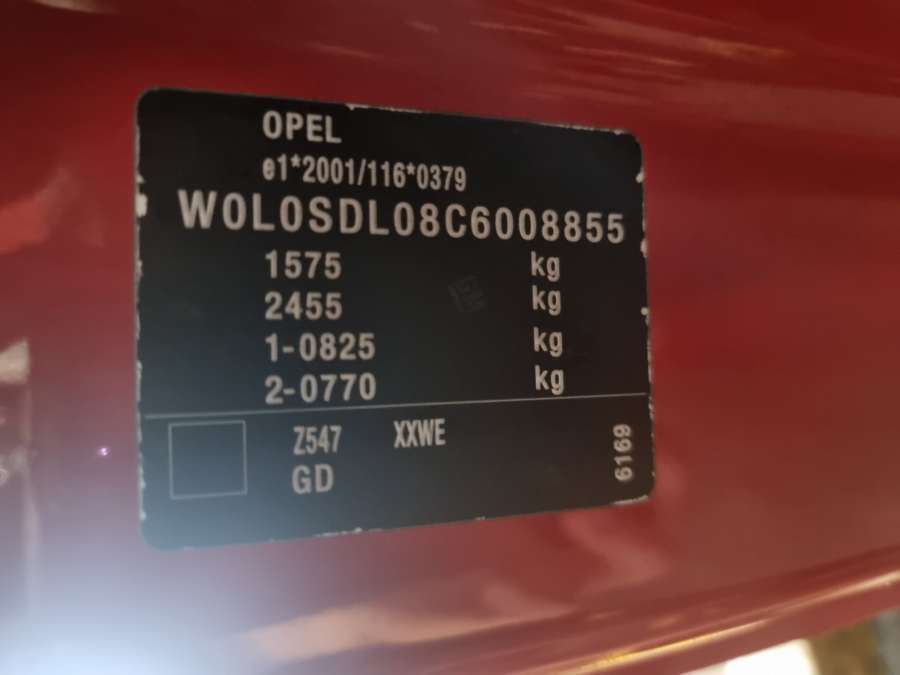 OPEL
e1*2001/116*0379
W0L0SDL08C6008855
1575 kg
2455 kg
1-0825 kg
2-0770 kg
Z547 XXWE
GD
6169
GM